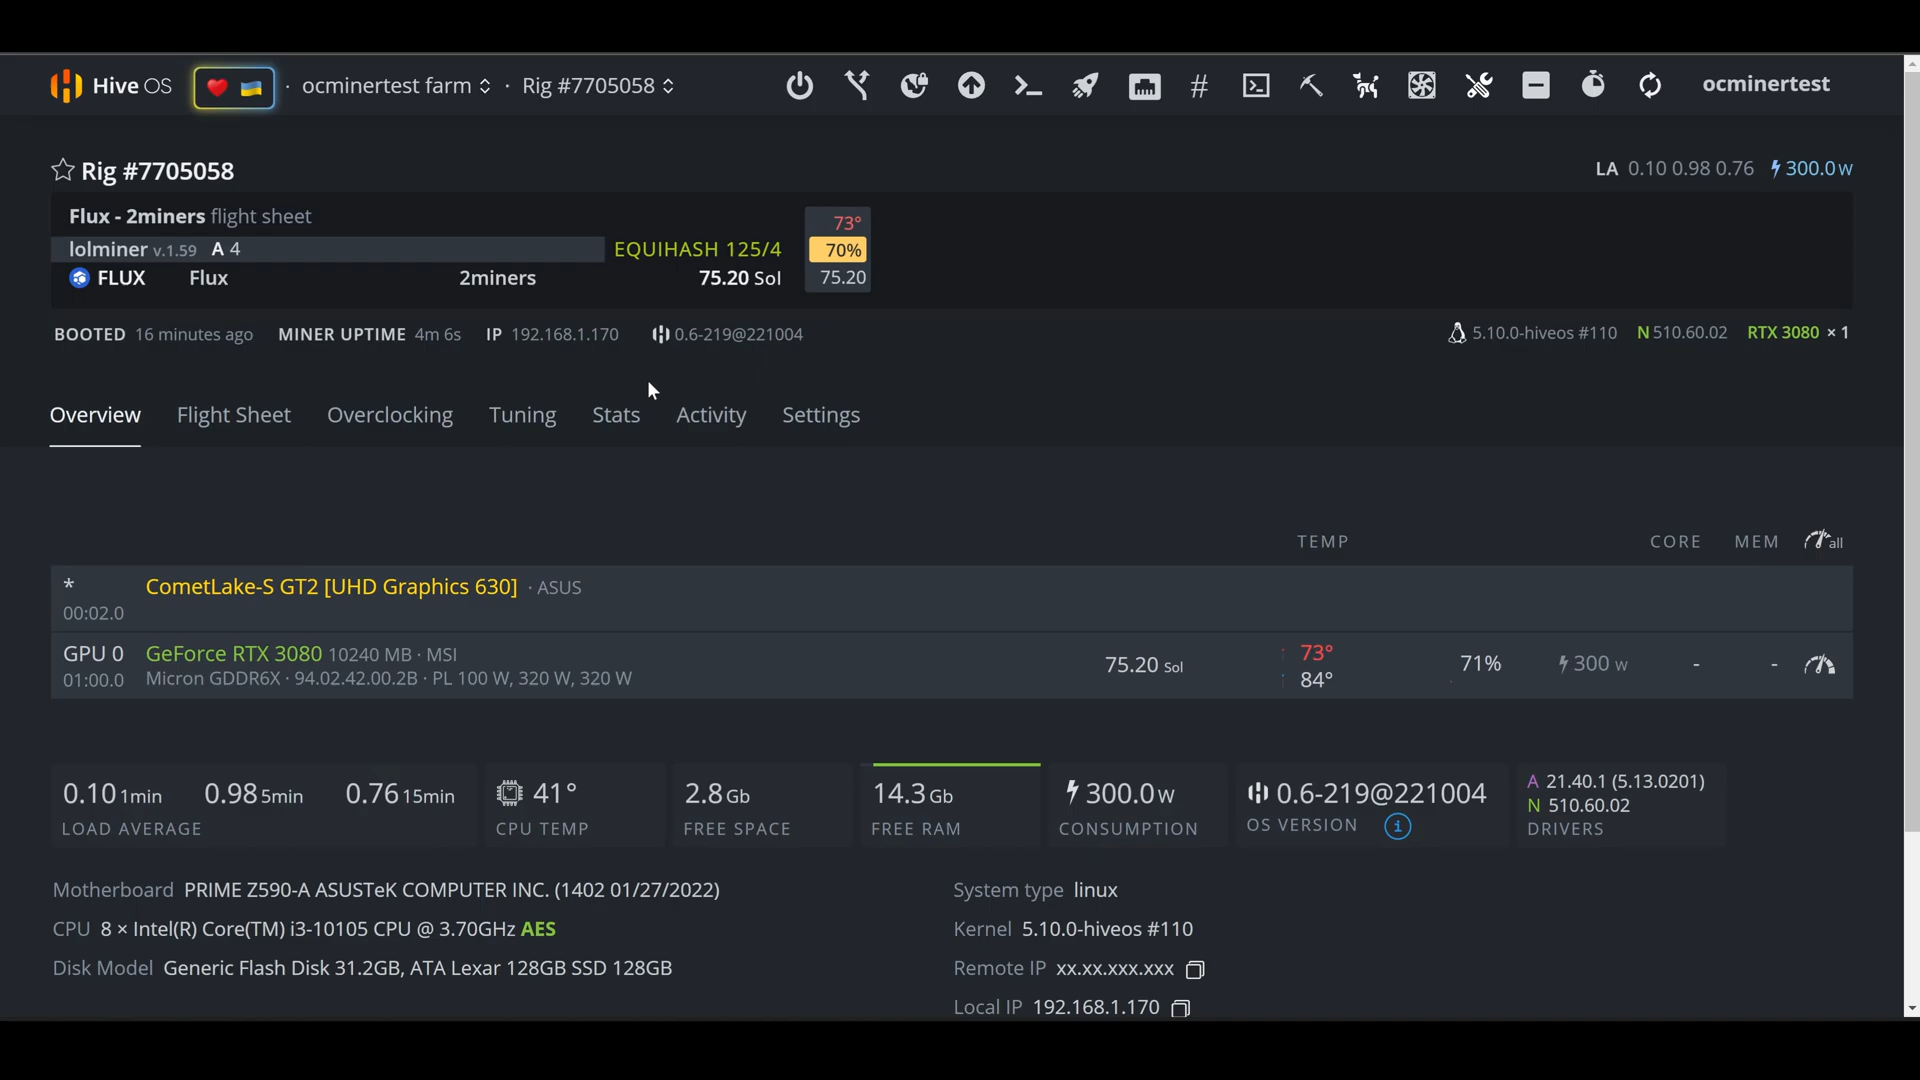 Hive OS · ocminertest farm · Rig #7705058 ocminertest
Rig #7705058
LA 0.10 0.98 0.76 300.0 W
Flux - 2miners flight sheet
73°
lolminer v.1.59 A 4 EQUIHASH 125/4 70%
FLUX Flux 2miners 75.20 Sol 75.20
BOOTED 16 minutes ago MINER UPTIME 4m 6s IP 192.168.1.170 0.6-219@221004
5.10.0-hiveos #110 N 510.60.02 RTX 3080 × 1
Overview Flight Sheet Overclocking Tuning Stats Activity Settings
TEMP CORE MEM all
* CometLake-S GT2 [UHD Graphics 630] · ASUS
00:02.0
GPU 0 GeForce RTX 3080 10240 MB · MSI
01:00.0 Micron GDDR6X · 94.02.42.00.2B · PL 100 W, 320 W, 320 W
75.20 Sol
73°
84°
71% 300 W - -
0.10 1min 0.98 5min 0.76 15min
LOAD AVERAGE
41°
CPU TEMP
2.8 Gb
FREE SPACE
14.3 Gb
FREE RAM
300.0 W
CONSUMPTION
0.6-219@221004
OS VERSION i
A 21.40.1 (5.13.0201)
N 510.60.02
DRIVERS
Motherboard PRIME Z590-A ASUSTeK COMPUTER INC. (1402 01/27/2022)
CPU 8 × Intel(R) Core(TM) i3-10105 CPU @ 3.70GHz AES
Disk Model Generic Flash Disk 31.2GB, ATA Lexar 128GB SSD 128GB
System type linux
Kernel 5.10.0-hiveos #110
Remote IP xx.xx.xxx.xxx
Local IP 192.168.1.170